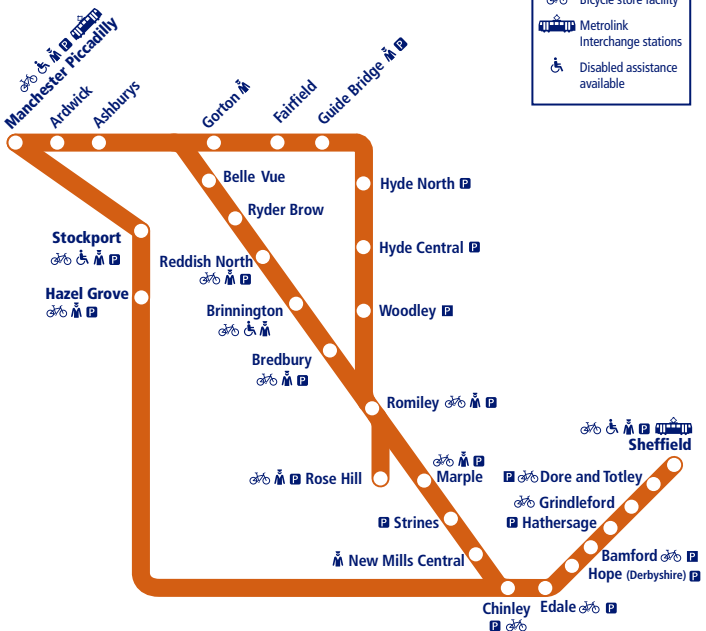 Bicycle store facility
Metrolink
Interchange stations
Disabled assistance
available
Manchester Piccadilly
Ardwick
Ashburys
Gorton
Fairfield
Guide Bridge P
P
Belle Vue
Hyde North P
Ryder Brow
Stockport
P
Hyde Central P
Reddish North
P
Hazel Grove
P
Brinnington
Woodley P
Bredbury
P
Romiley P
P
Sheffield
P
Marple
P Rose Hill
P Dore and Totley
Grindleford
P Strines
P Hathersage
New Mills Central
Bamford P
Hope (Derbyshire) P
Chinley
P
Edale P